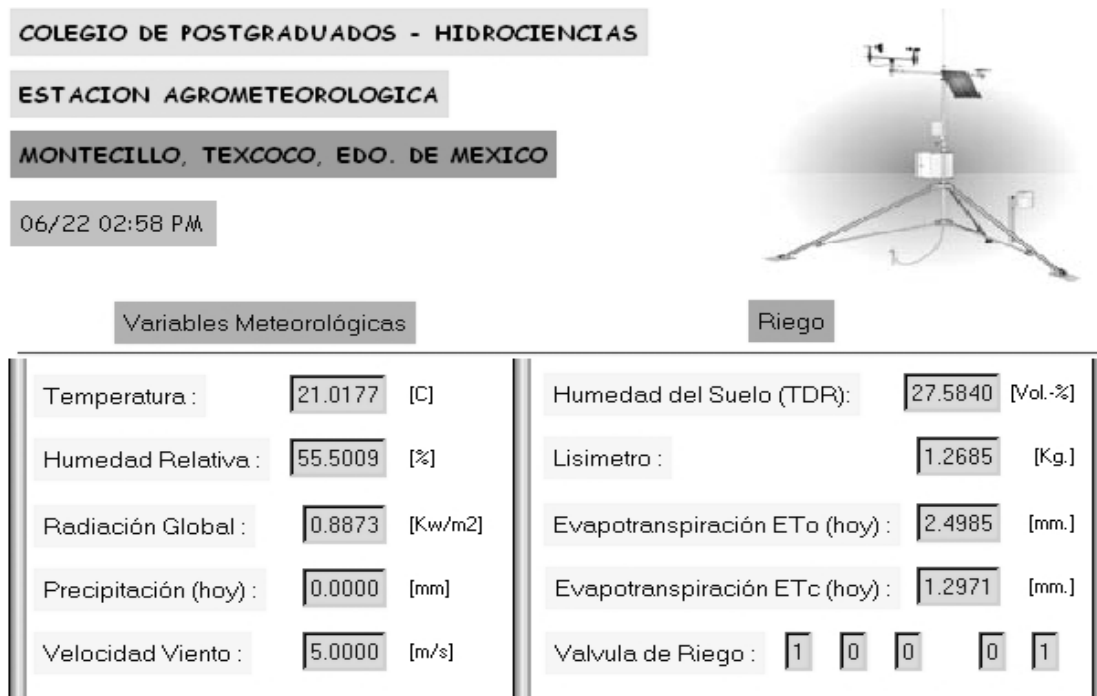 COLEGIO DE POSTGRADUADOS - HIDROCIENCIAS
ESTACION AGROMETEOROLOGICA
MONTECILLO, TEXCOCO, EDO. DE MEXICO
06/22 02:58 PM
Variables Meteorológicas
Temperatura : 21.0177 [C]
Humedad Relativa : 55.5009 [%]
Radiación Global : 0.8873 [Kw/m2]
Precipitación (hoy) : 0.0000 [mm]
Velocidad Viento : 5.0000 [m/s]
Riego
Humedad del Suelo (TDR): 27.5840 [Vol.-%]
Lisimetro : 1.2685 [Kg.]
Evapotranspiración ETo (hoy) : 2.4985 [mm.]
Evapotranspiración ETc (hoy) : 1.2971 [mm.]
Valvula de Riego : 1 0 0 0 1